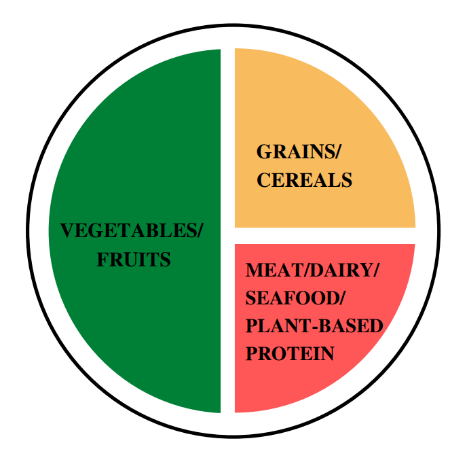 VEGETABLES/
FRUITS
GRAINS/
CEREALS
MEAT/DAIRY/
SEAFOOD/
PLANT-BASED
PROTEIN